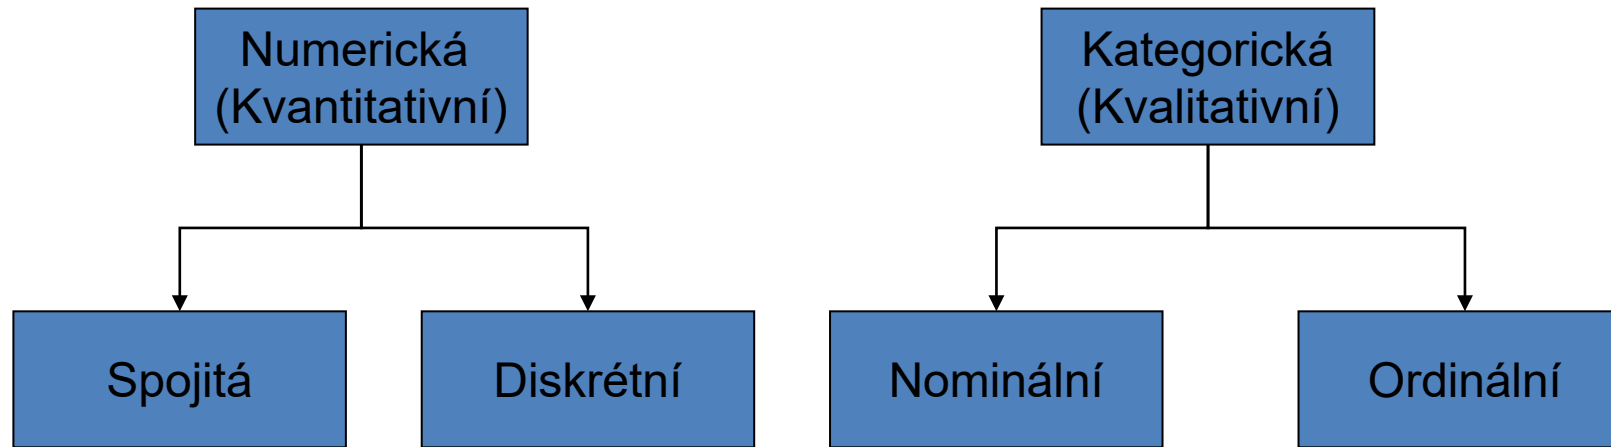 Numerická
(Kvantitativní)
Kategorická
(Kvalitativní)
Spojitá
Diskrétní
Nominální
Ordinální